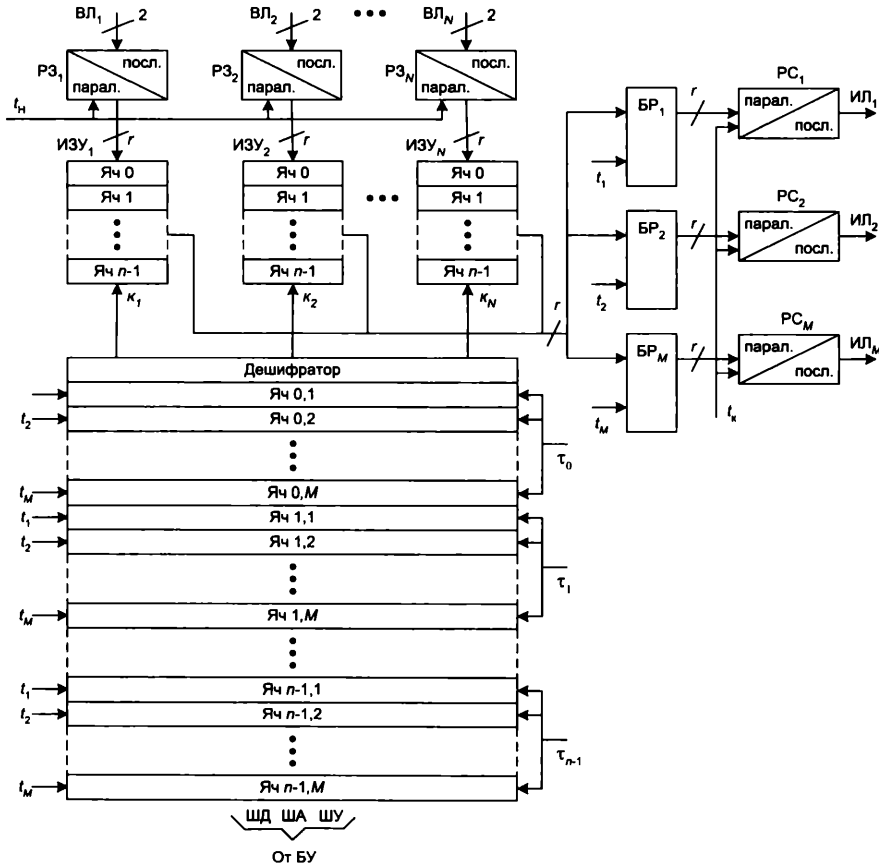 ВЛ₁ 2 ВЛ₂ 2 ВЛN 2
РЗ₁ посл. парал. РЗ₂ посл. парал. РЗN посл. парал.
tн
ИЗУ₁ r ИЗУ₂ r ИЗУN r
Яч 0 Яч 0 Яч 0
Яч 1 Яч 1 Яч 1
Яч n-1 Яч n-1 Яч n-1
к₁ к₂ кN
r
БР₁ r РС₁ парал. посл. ИЛ₁
t₁
БР₂ r РС₂ парал. посл. ИЛ₂
t₂
БРM r РСM парал. посл. ИЛM
tM tк
Дешифратор
Яч 0,1
t₂ Яч 0,2
τ₀
tM Яч 0,M
t₁ Яч 1,1
t₂ Яч 1,2
τ₁
tM Яч 1,M
t₁ Яч n-1,1
t₂ Яч n-1,2
τn-1
tM Яч n-1,M
ШД ША ШУ
От БУ